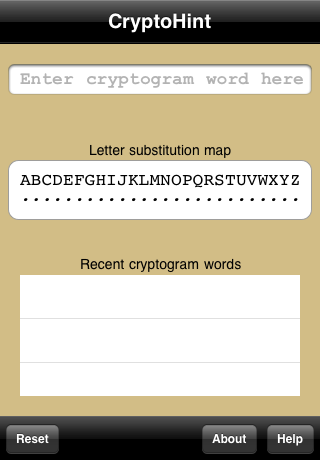 CryptoHint
Enter cryptogram word here
Letter substitution map
ABCDEFGHIJKLMNOPQRSTUVWXYZ
..........................
Recent cryptogram words
Reset About Help